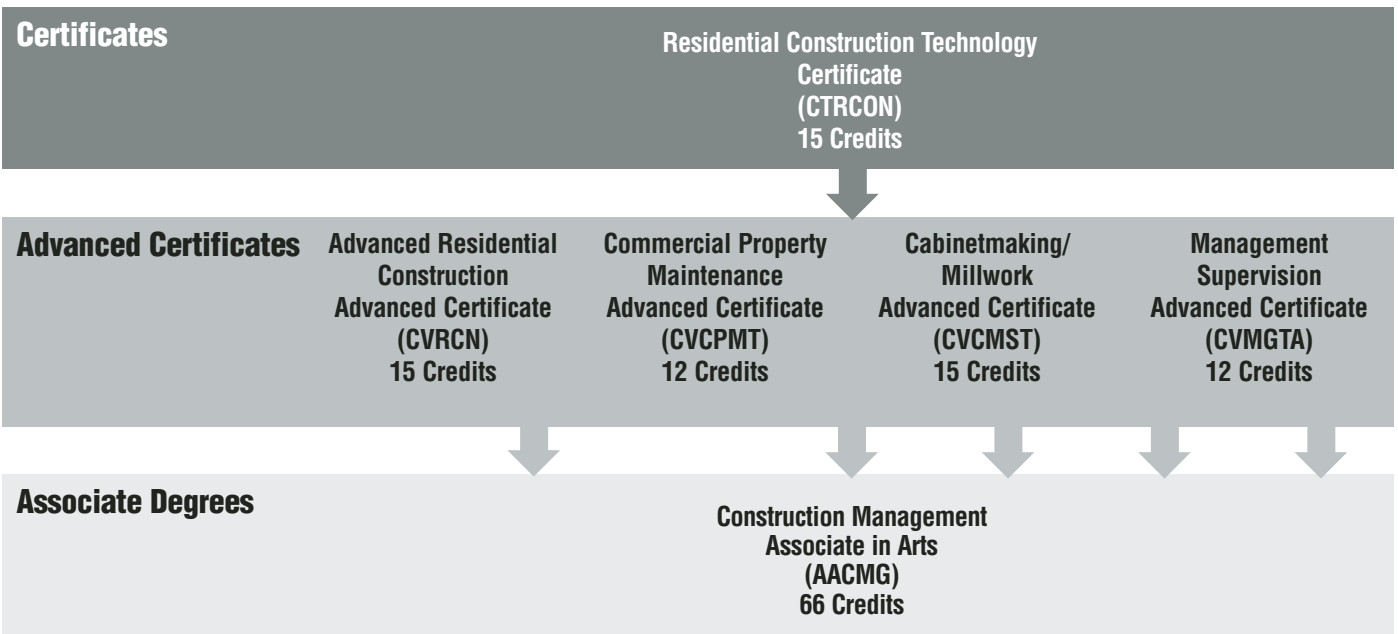 Certificates
Residential Construction Technology
Certificate
(CTRCON)
15 Credits
Advanced Certificates
Advanced Residential
Construction
Advanced Certificate
(CVRCN)
15 Credits
Commercial Property
Maintenance
Advanced Certificate
(CVCPMT)
12 Credits
Cabinetmaking/
Millwork
Advanced Certificate
(CVCMST)
15 Credits
Management
Supervision
Advanced Certificate
(CVMGTA)
12 Credits
Associate Degrees
Construction Management
Associate in Arts
(AACMG)
66 Credits